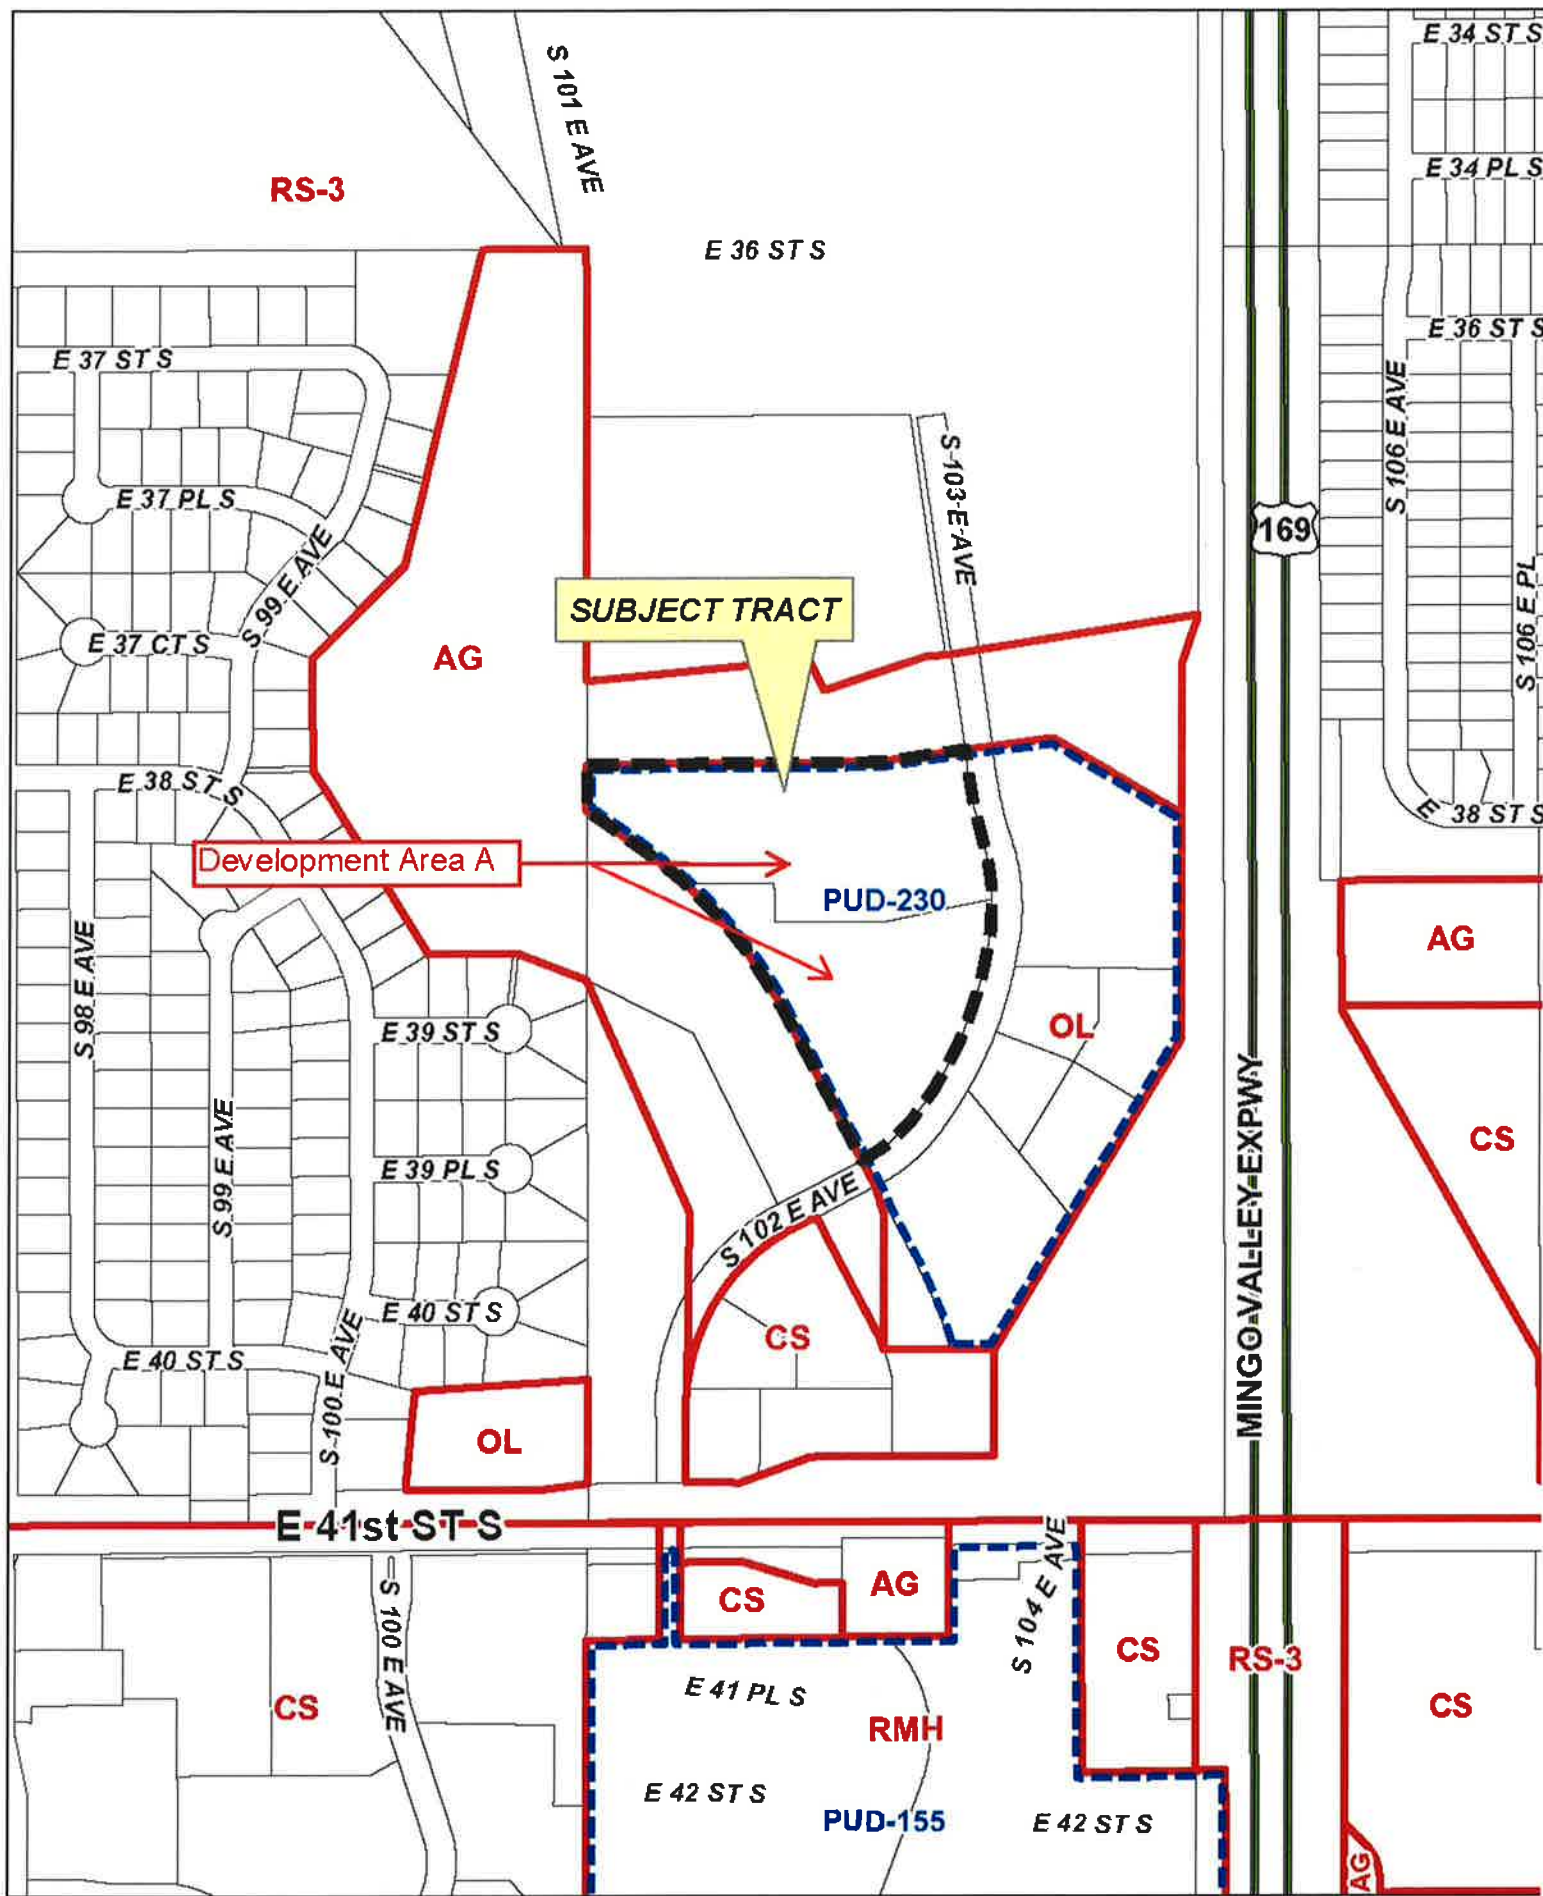 E 34 ST S
S 101 E AVE
E 34 PL S
RS-3
E 36 ST S
E 36 ST S
E 37 ST S
S 106 E AVE
S 103 E AVE
E 37 PL S
169
S 99 E AVE
SUBJECT TRACT
S 106 E PL
E 37 CT S
AG
E 38 ST S
E 38 ST S
Development Area A
PUD-230
AG
S 98 E AVE
E 39 ST S
OL
CS
S 99 E AVE
E 39 PL S
S 102 E AVE
MINGO VALLEY EXPWY
E 40 ST S
CS
E 40 ST S
S 100 E AVE
OL
E 41st ST S
S 104 E AVE
CS
AG
S 100 E AVE
CS
RS-3
E 41 PL S
CS
CS
RMH
E 42 ST S
PUD-155
E 42 ST S
AG